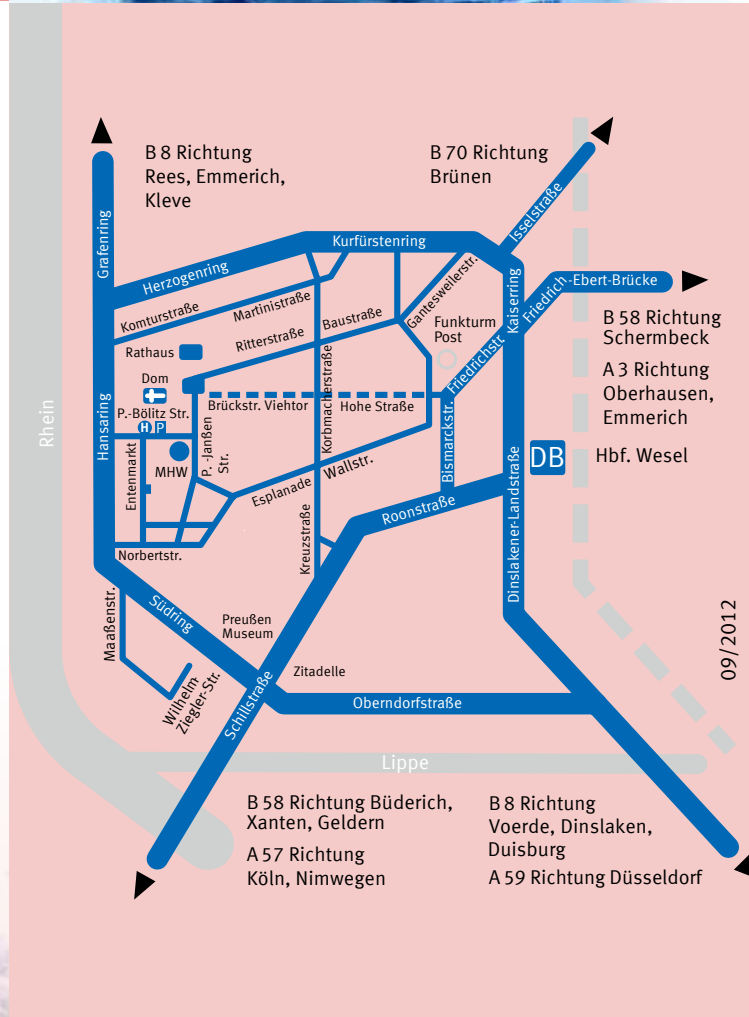 B 8 Richtung
Rees, Emmerich,
Kleve
B 70 Richtung
Brünen
Isselstraße
Grafenring
Kurfürstenring
Herzogenring
Gantesweilerstr.
Kaiserring
Friedrich-Ebert-Brücke
Komturstraße
Martinistraße
Baustraße
Ritterstraße
Funkturm
Post
B 58 Richtung
Schermbeck
Rathaus
Friedrichstr.
A 3 Richtung
Oberhausen,
Emmerich
Dom
Rhein
P.-Bölitz Str.
Brückstr. Viehtor
Korbmacherstraße
Hohe Straße
H P
Hansaring
Entenmarkt
MHW
P. -Janßen
Str.
Bismarckstr.
DB
Hbf. Wesel
Esplanade
Wallstr.
Roonstraße
Kreuzstraße
Dinslakener-Landstraße
Norbertstr.
Maaßenstr.
Südring
Preußen
Museum
09/2012
Zitadelle
Wilhelm-
Ziegler-Str.
Schillstraße
Oberndorfstraße
Lippe
B 58 Richtung Büderich,
Xanten, Geldern
A 57 Richtung
Köln, Nimwegen
B 8 Richtung
Voerde, Dinslaken,
Duisburg
A 59 Richtung Düsseldorf